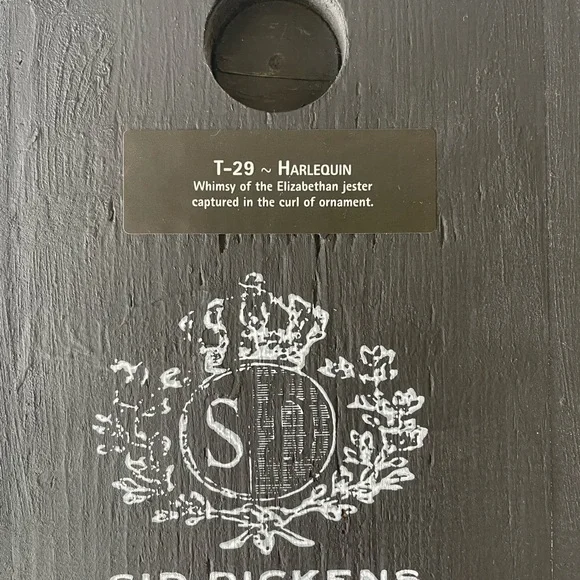 T-29 ~ HARLEQUIN
Whimsy of the Elizabethan jester
captured in the curl of ornament.
S D
SID DICKENS